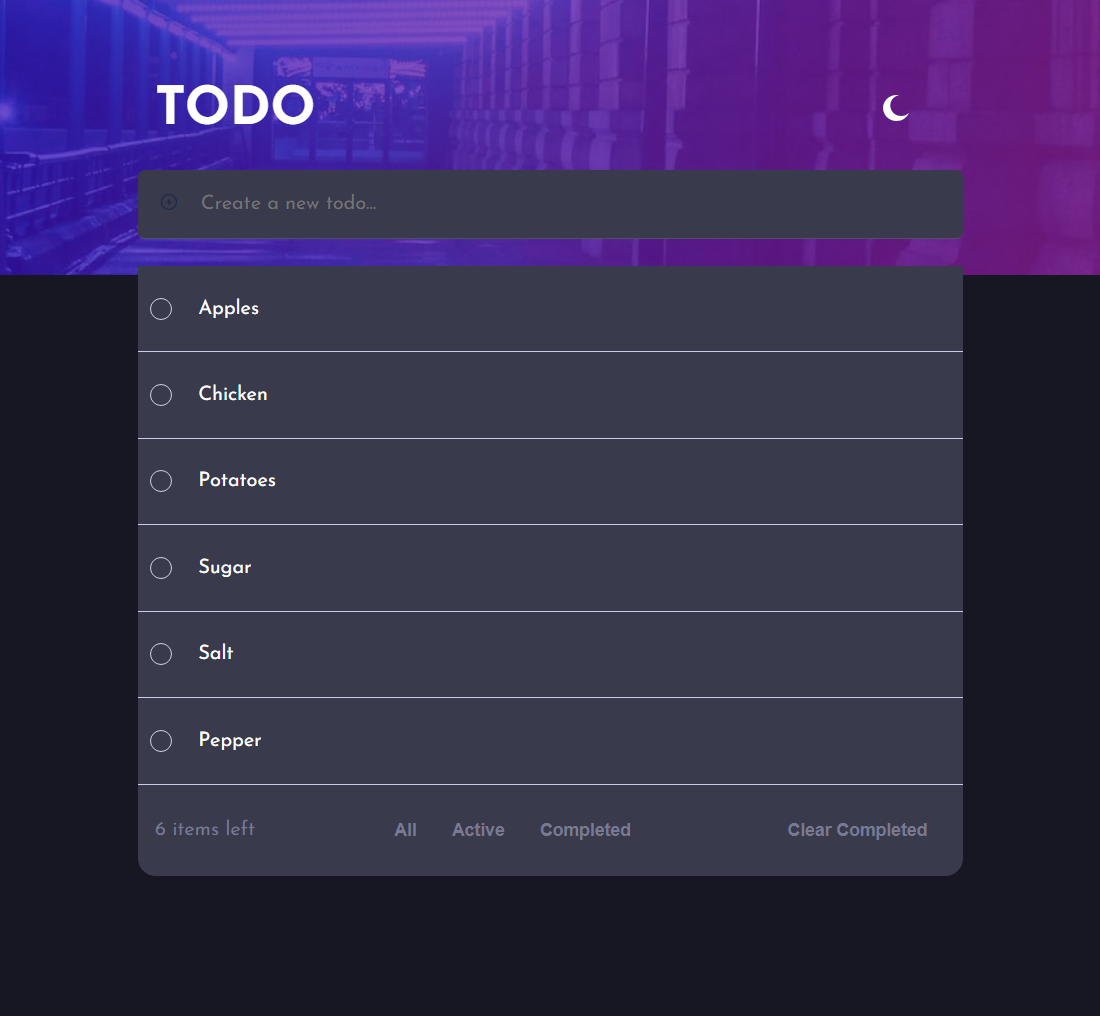 TODO
Create a new todo...
Apples
Chicken
Potatoes
Sugar
Salt
Pepper
6 items left All Active Completed Clear Completed